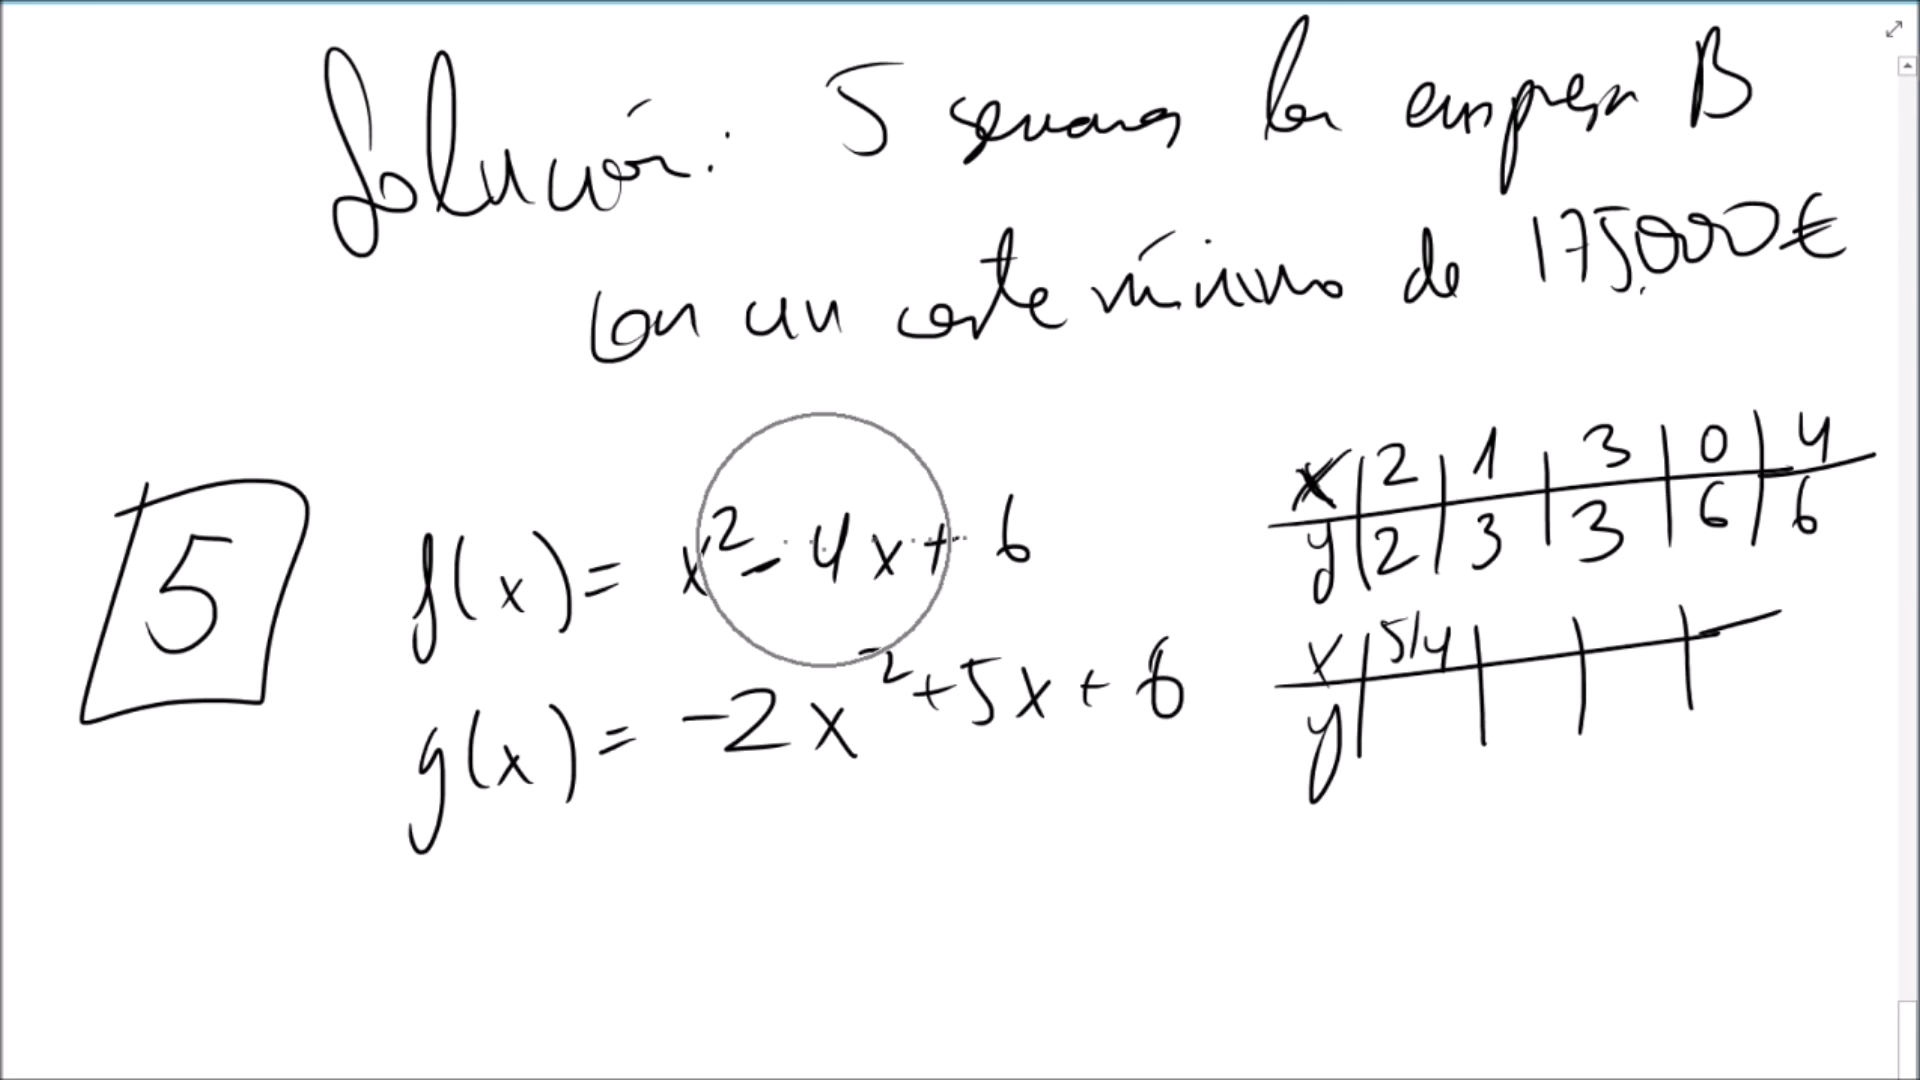 Solución: 5 semanas la empresa B
con un coste mínimo de 175.000€
5
f(x) = x² - 4x + 6
x | 2 | 1 | 3 | 0 | 4
y | 2 | 3 | 3 | 6 | 6
g(x) = -2x² + 5x + 6
x | 5/4 | | |
y | | | |